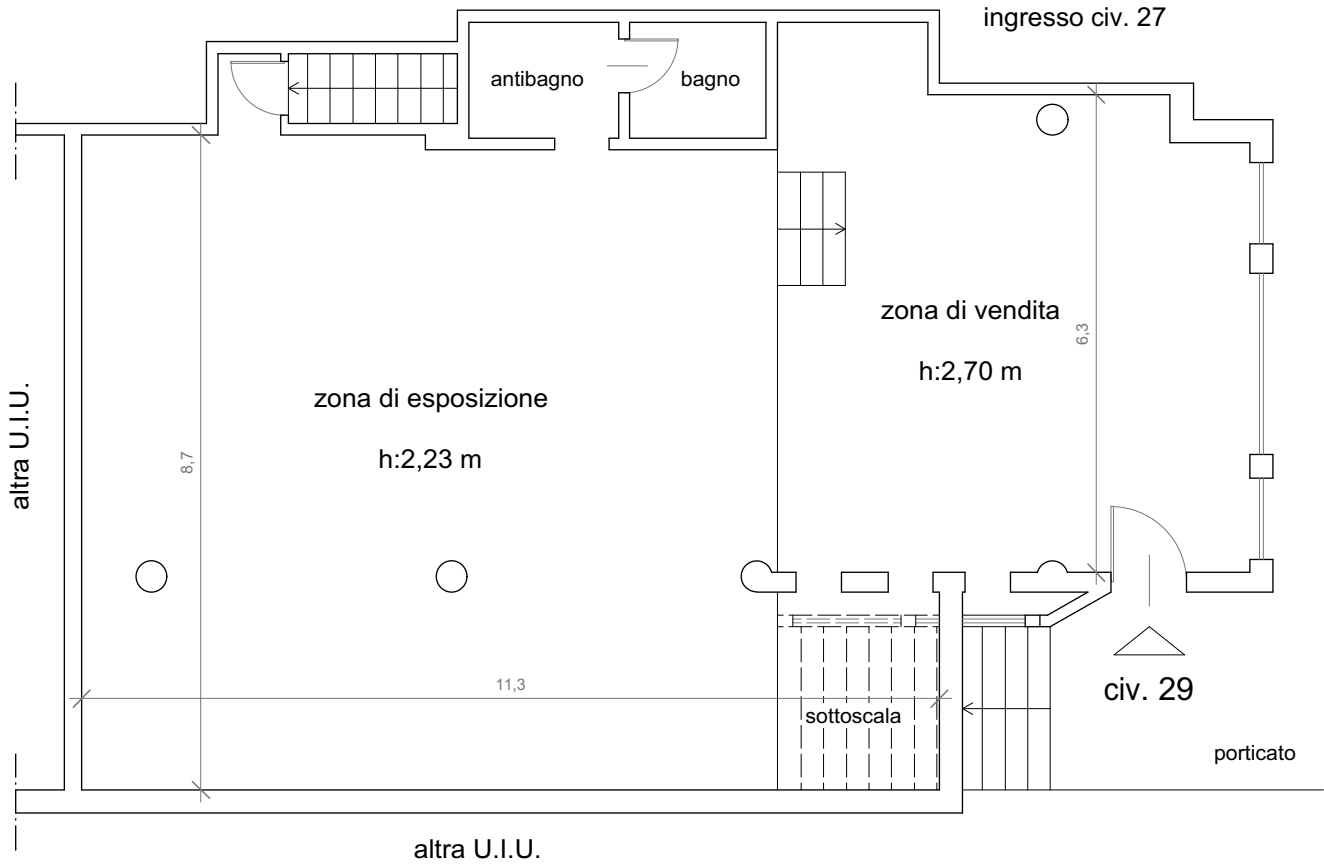 ingresso civ. 27
antibagno
bagno
zona di vendita
h:2,70 m
6,3
zona di esposizione
h:2,23 m
8,7
altra U.I.U.
11,3
sottoscala
civ. 29
porticato
altra U.I.U.